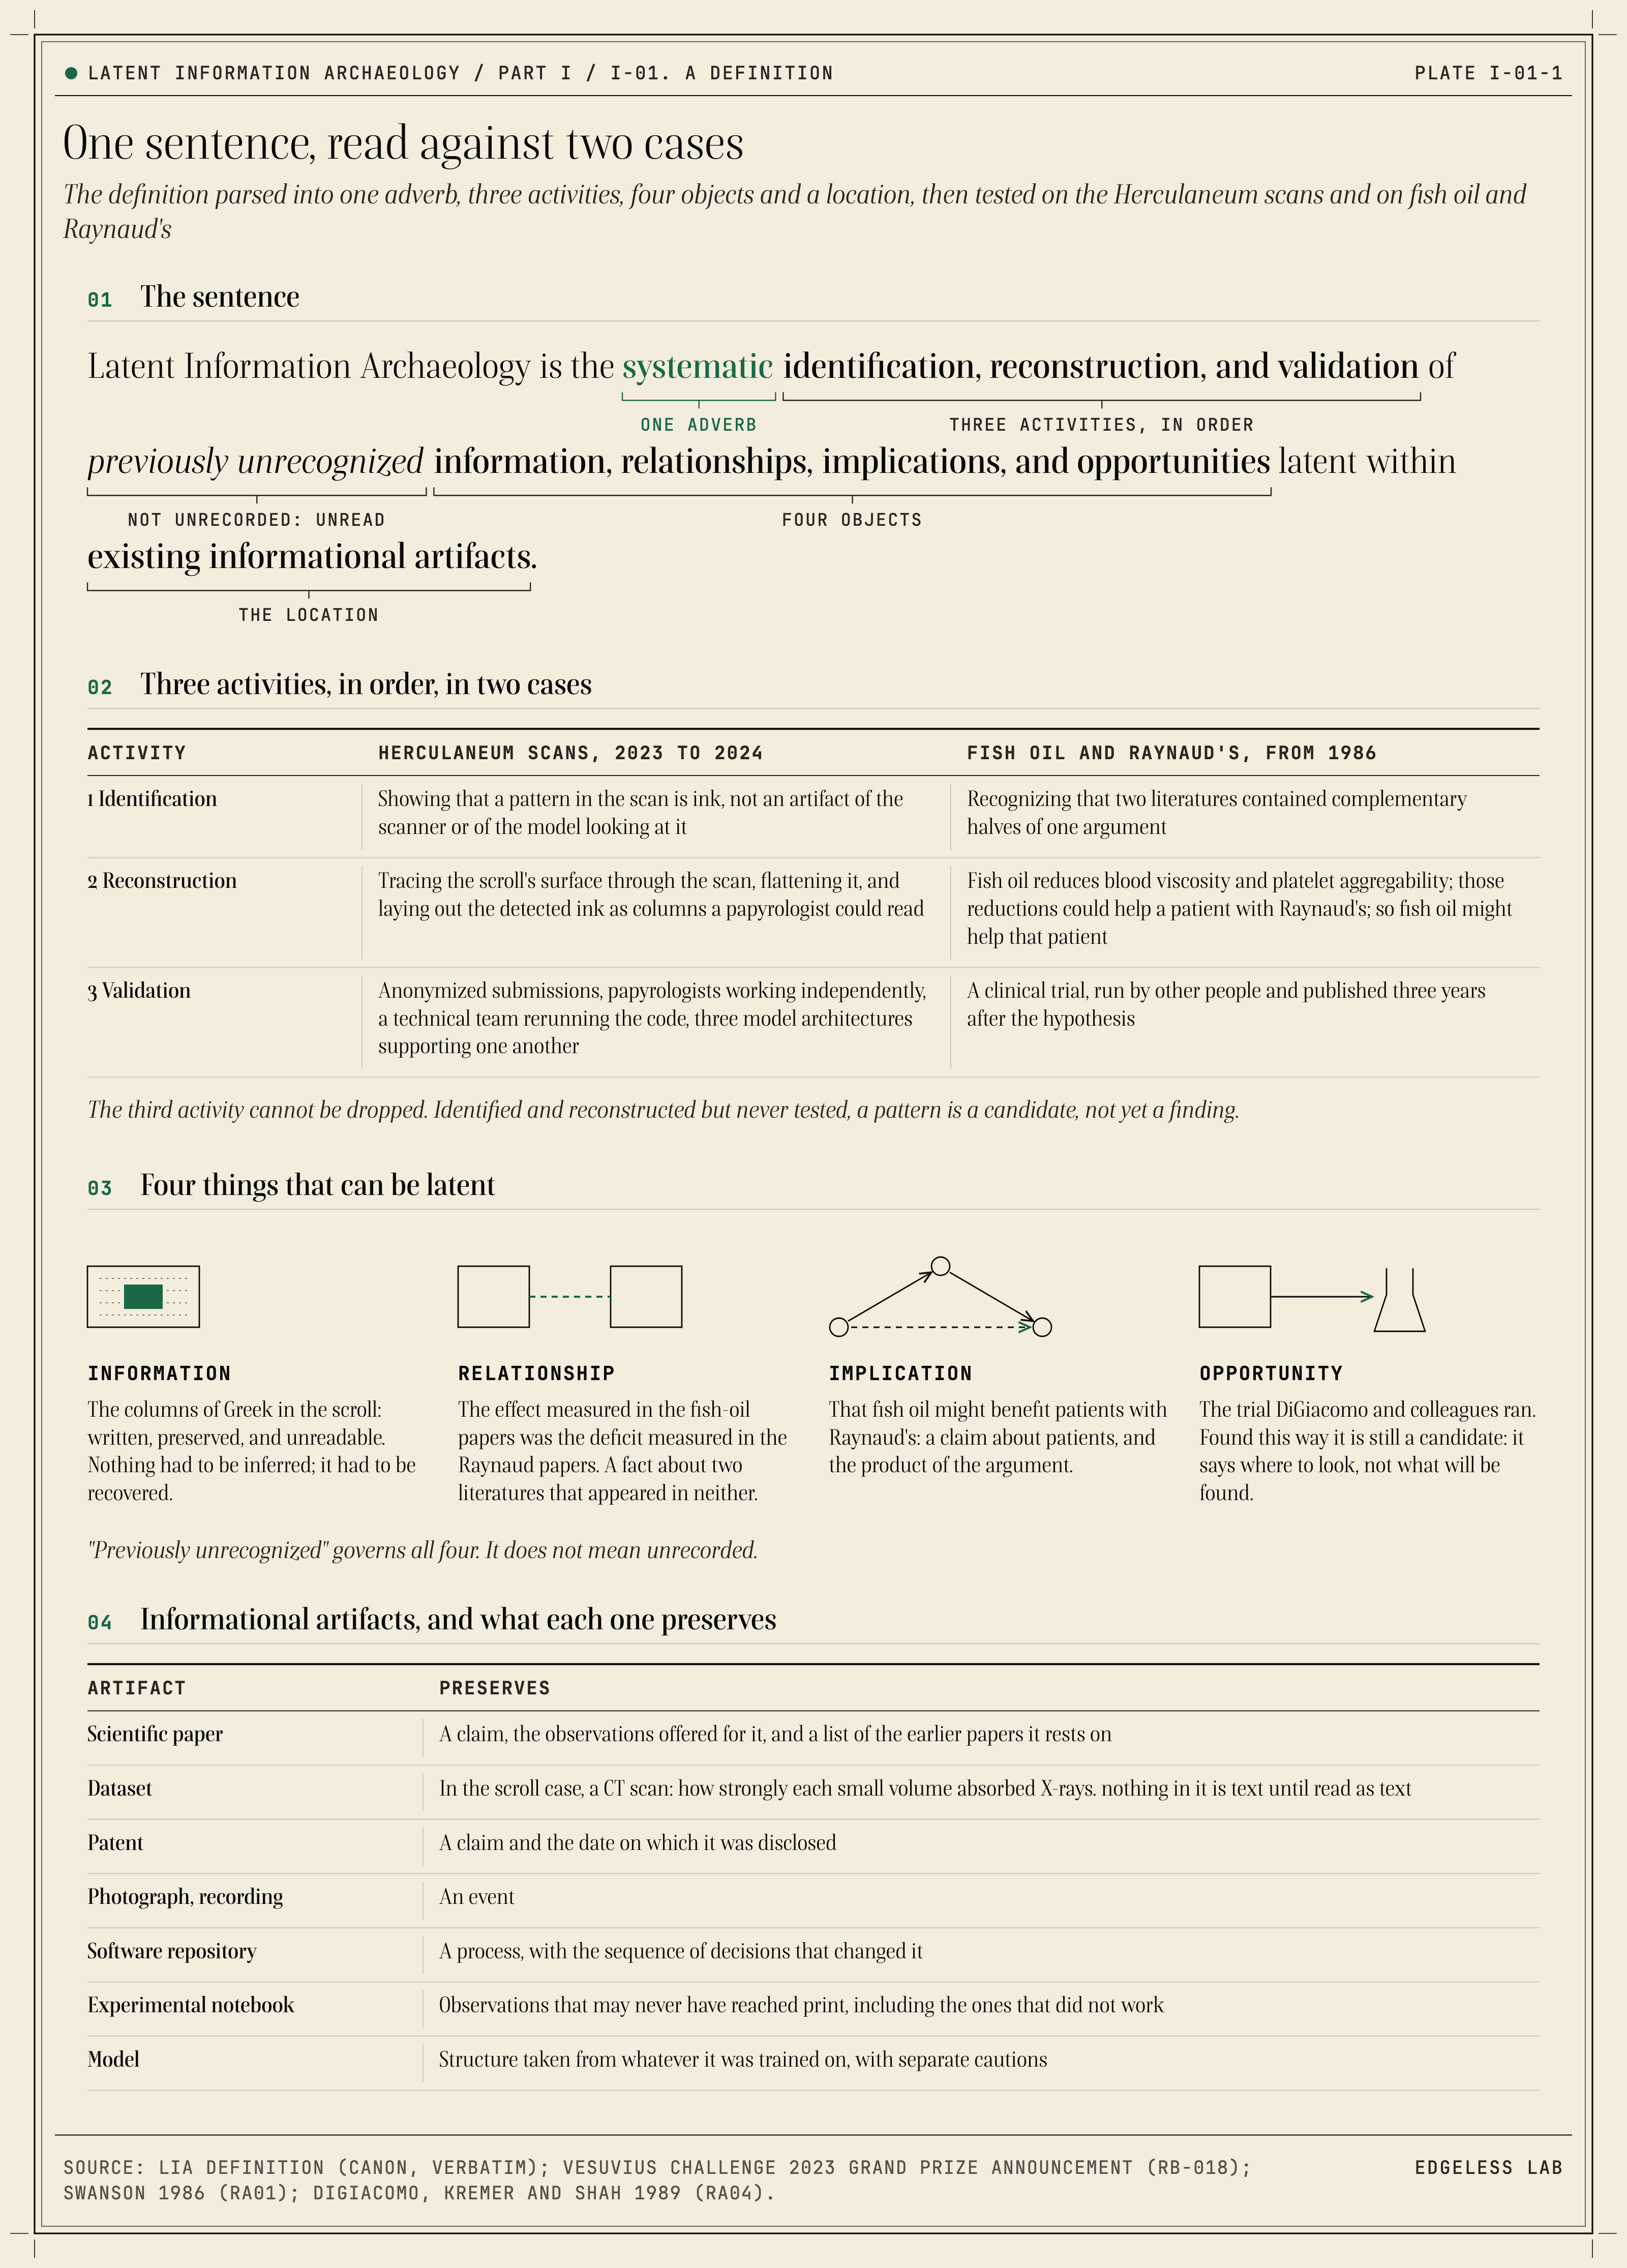 LATENT INFORMATION ARCHAEOLOGY / PART I / I-01. A DEFINITION
PLATE I-01-1
One sentence, read against two cases
The definition parsed into one adverb, three activities, four objects and a location, then tested on the Herculaneum scans and on fish oil and
Raynaud's
01 The sentence
Latent Information Archaeology is the systematic identification, reconstruction, and validation of
ONE ADVERB
THREE ACTIVITIES, IN ORDER
previously unrecognized information, relationships, implications, and opportunities latent within
NOT UNRECORDED: UNREAD
FOUR OBJECTS
existing informational artifacts.
THE LOCATION
02 Three activities, in order, in two cases
ACTIVITY
HERCULANEUM SCANS, 2023 TO 2024
FISH OIL AND RAYNAUD'S, FROM 1986
1 Identification
Showing that a pattern in the scan is ink, not an artifact of the
scanner or of the model looking at it
Recognizing that two literatures contained complementary
halves of one argument
2 Reconstruction
Tracing the scroll's surface through the scan, flattening it, and
laying out the detected ink as columns a papyrologist could read
Fish oil reduces blood viscosity and platelet aggregability; those
reductions could help a patient with Raynaud's; so fish oil might
help that patient
3 Validation
Anonymized submissions, papyrologists working independently,
a technical team rerunning the code, three model architectures
supporting one another
A clinical trial, run by other people and published three years
after the hypothesis
The third activity cannot be dropped. Identified and reconstructed but never tested, a pattern is a candidate, not yet a finding.
03 Four things that can be latent
INFORMATION
The columns of Greek in the scroll:
written, preserved, and unreadable.
Nothing had to be inferred; it had to be
recovered.
RELATIONSHIP
The effect measured in the fish-oil
papers was the deficit measured in the
Raynaud papers. A fact about two
literatures that appeared in neither.
IMPLICATION
That fish oil might benefit patients with
Raynaud's: a claim about patients, and
the product of the argument.
OPPORTUNITY
The trial DiGiacomo and colleagues ran.
Found this way it is still a candidate: it
says where to look, not what will be
found.
"Previously unrecognized" governs all four. It does not mean unrecorded.
04 Informational artifacts, and what each one preserves
ARTIFACT
PRESERVES
Scientific paper
A claim, the observations offered for it, and a list of the earlier papers it rests on
Dataset
In the scroll case, a CT scan: how strongly each small volume absorbed X-rays. nothing in it is text until read as text
Patent
A claim and the date on which it was disclosed
Photograph, recording
An event
Software repository
A process, with the sequence of decisions that changed it
Experimental notebook
Observations that may never have reached print, including the ones that did not work
Model
Structure taken from whatever it was trained on, with separate cautions
SOURCE: LIA DEFINITION (CANON, VERBATIM); VESUVIUS CHALLENGE 2023 GRAND PRIZE ANNOUNCEMENT (RB-018);
SWANSON 1986 (RA01); DIGIACOMO, KREMER AND SHAH 1989 (RA04).
EDGELESS LAB